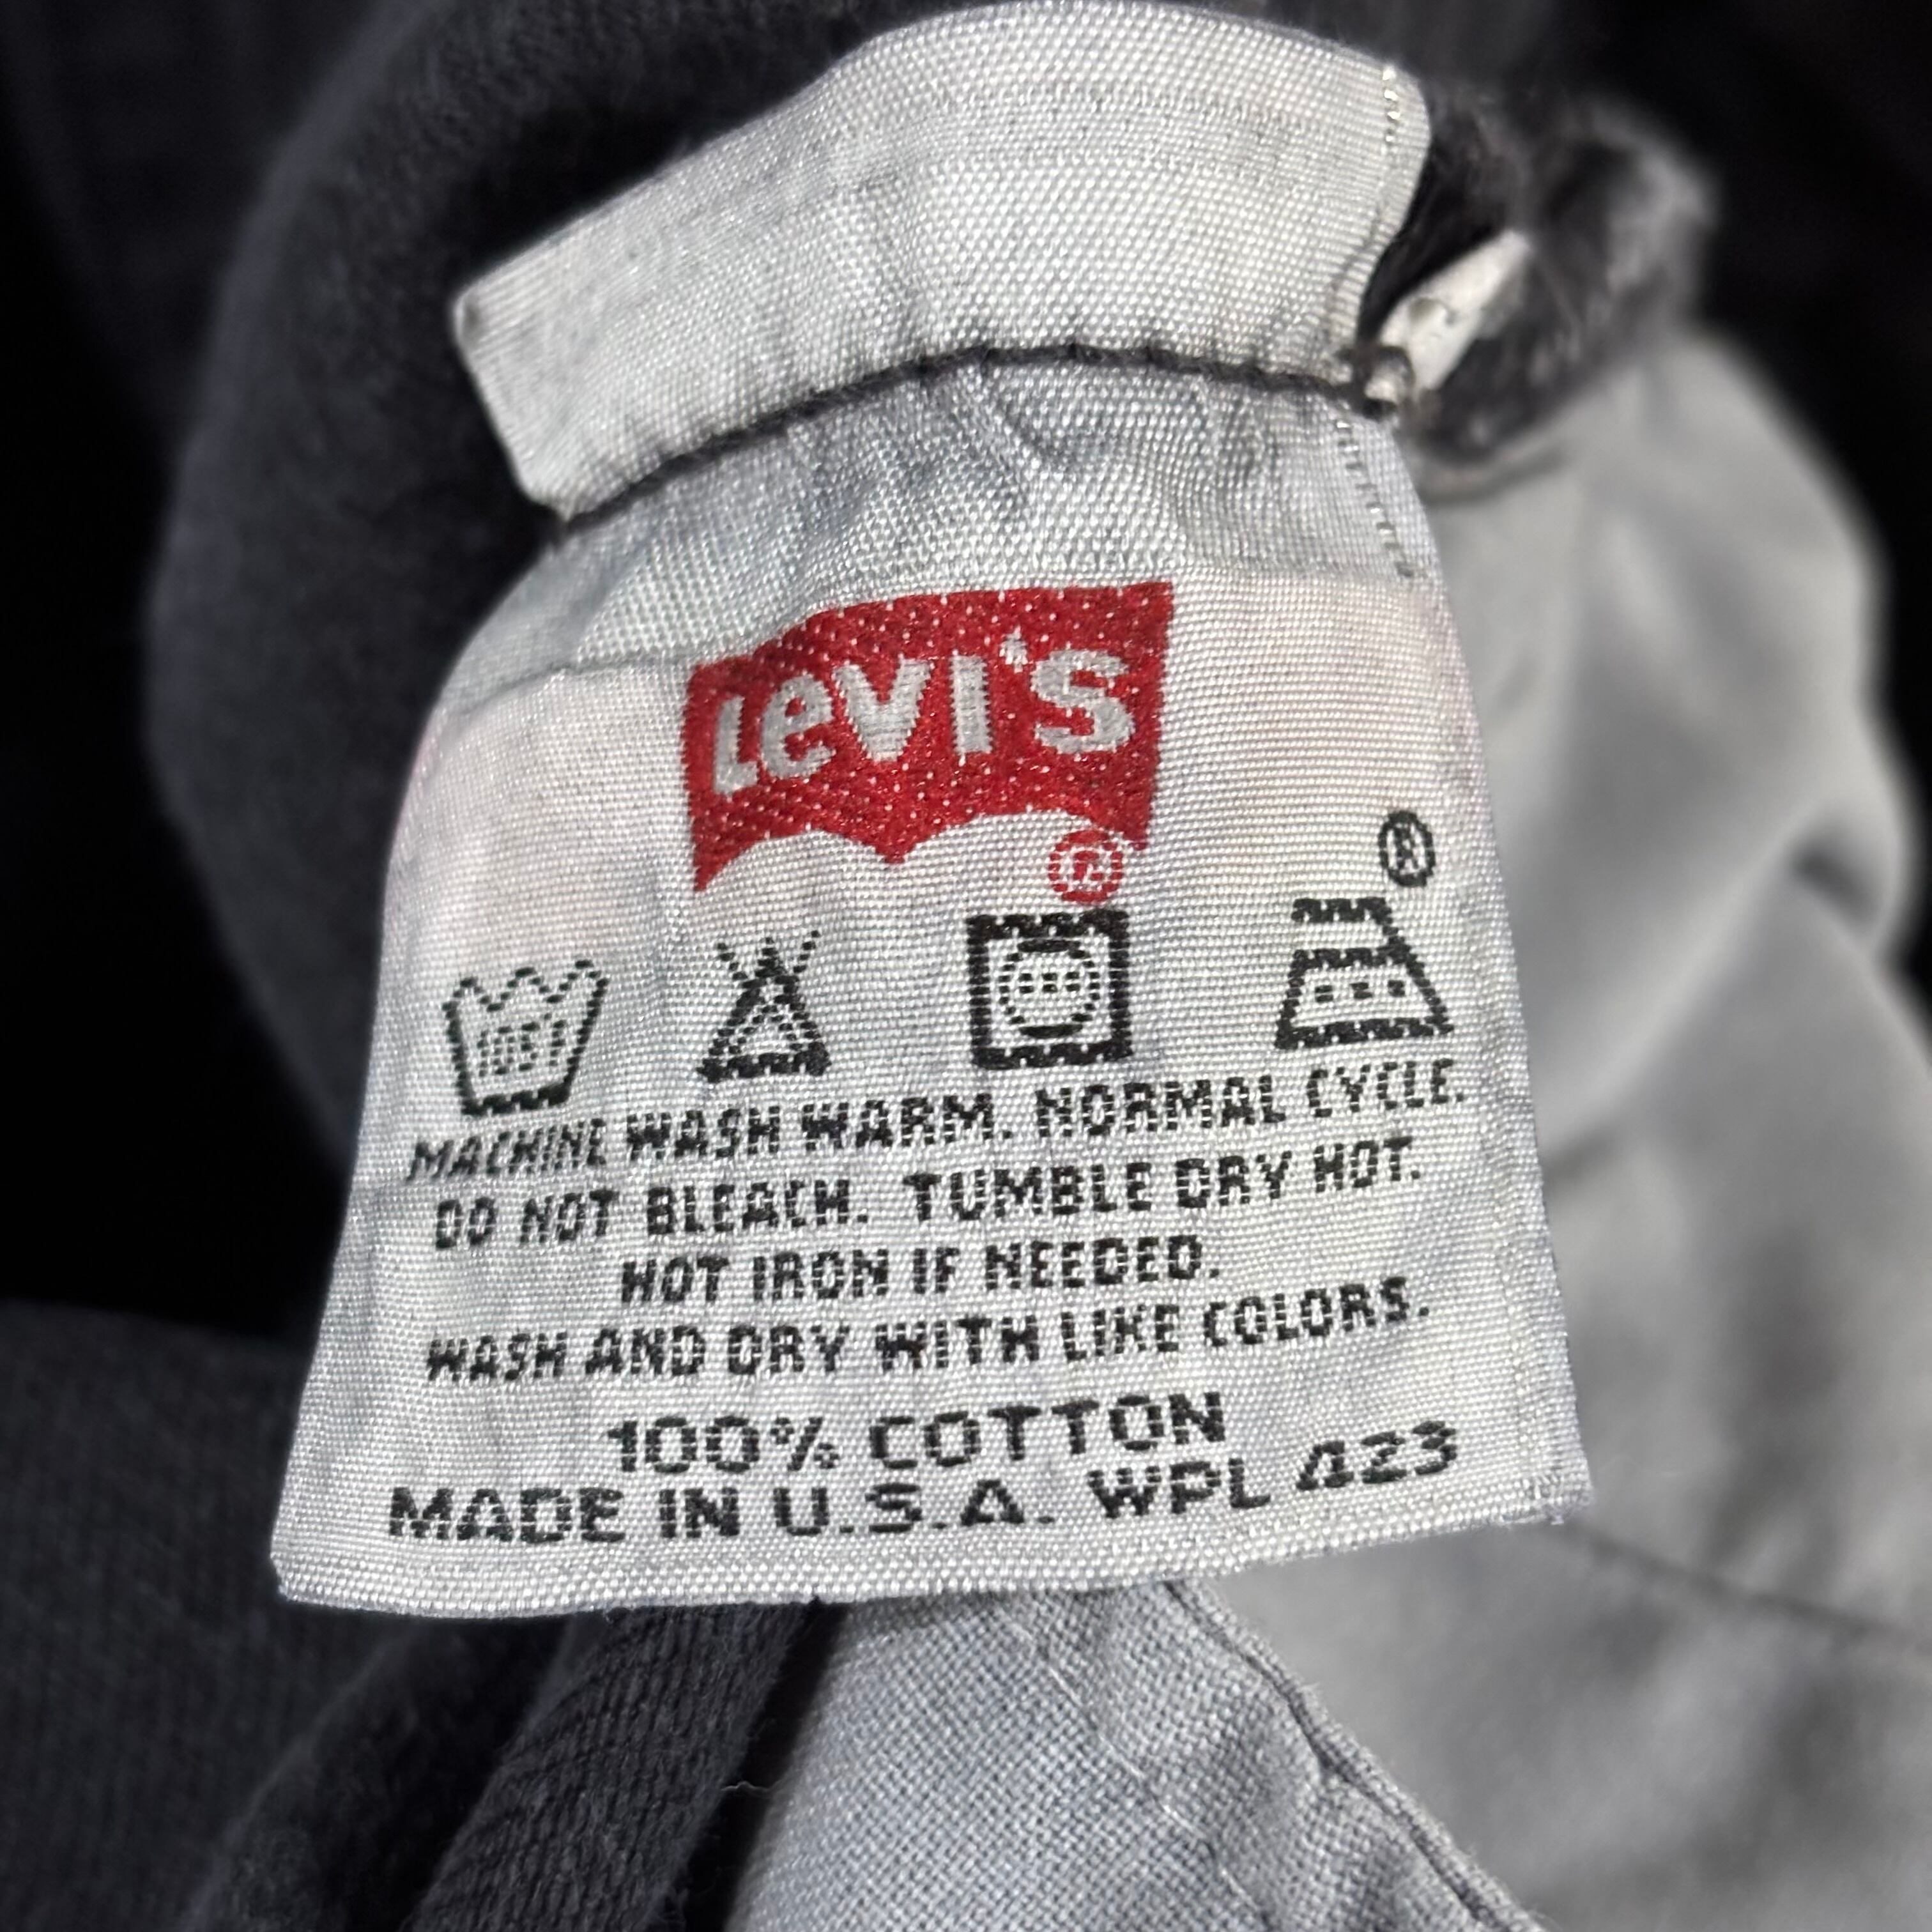 Levi's
®
®
105F
MACHINE WASH WARM. NORMAL CYCLE.
DO NOT BLEACH. TUMBLE DRY HOT.
HOT IRON IF NEEDED.
WASH AND DRY WITH LIKE COLORS.
100% COTTON
MADE IN U.S.A. WPL 423